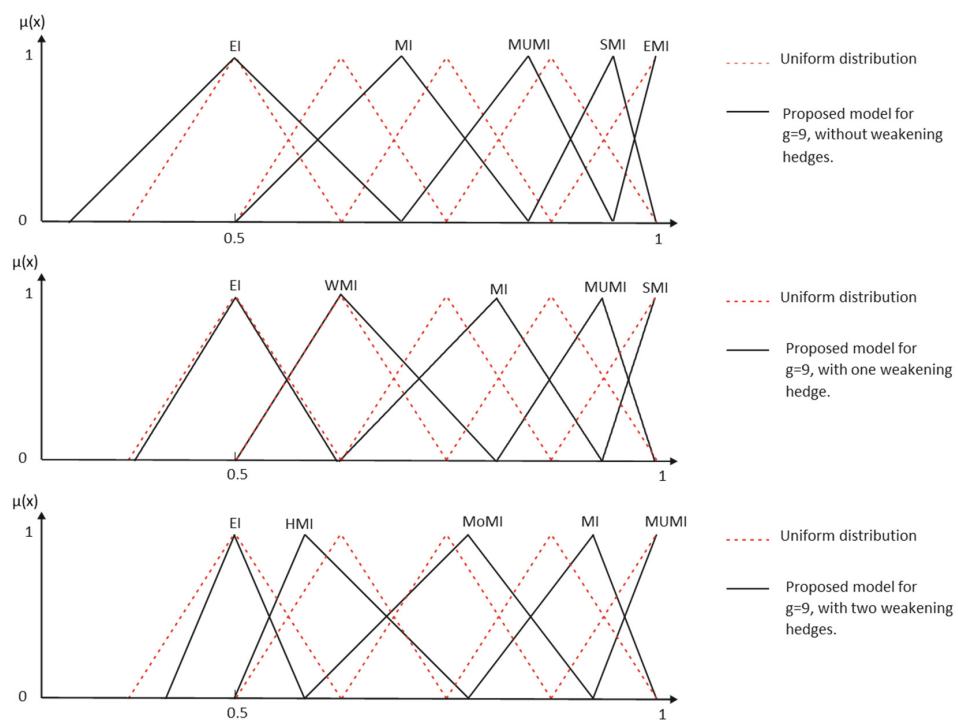 μ(x)
1
EI
MI
MUMI
SMI
EMI
0
0.5
1
Uniform distribution
Proposed model for
g=9, without weakening
hedges.
μ(x)
1
EI
WMI
MI
MUMI
SMI
0
0.5
1
Uniform distribution
Proposed model for
g=9, with one weakening
hedge.
μ(x)
1
EI
HMI
MoMI
MI
MUMI
0
0.5
1
Uniform distribution
Proposed model for
g=9, with two weakening
hedges.